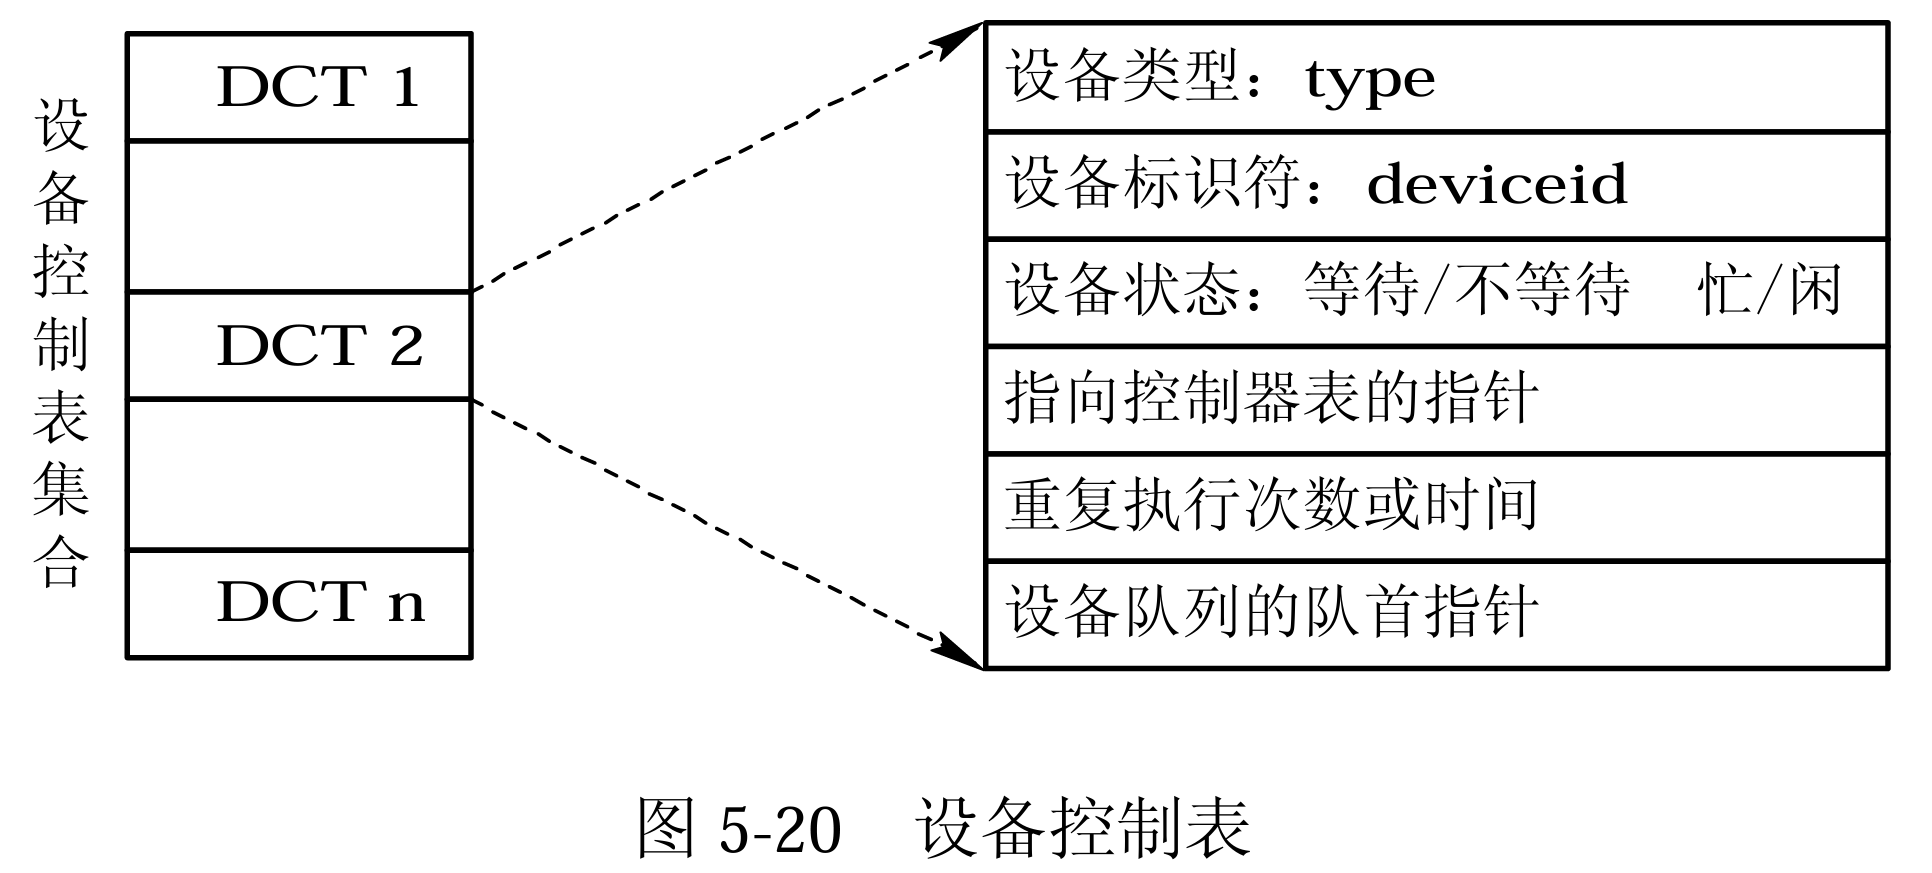 设备控制表集合
DCT 1
DCT 2
DCT n
设备类型：type
设备标识符：deviceid
设备状态：等待/不等待 忙/闲
指向控制器表的指针
重复执行次数或时间
设备队列的队首指针
图 5-20 设备控制表